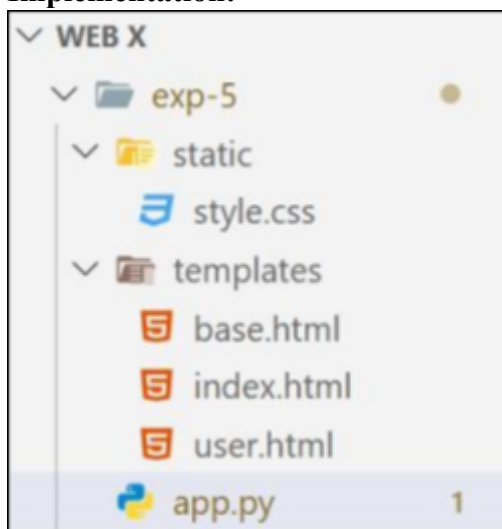 Implementation:
WEB X
exp-5
static
style.css
templates
base.html
index.html
user.html
app.py 1